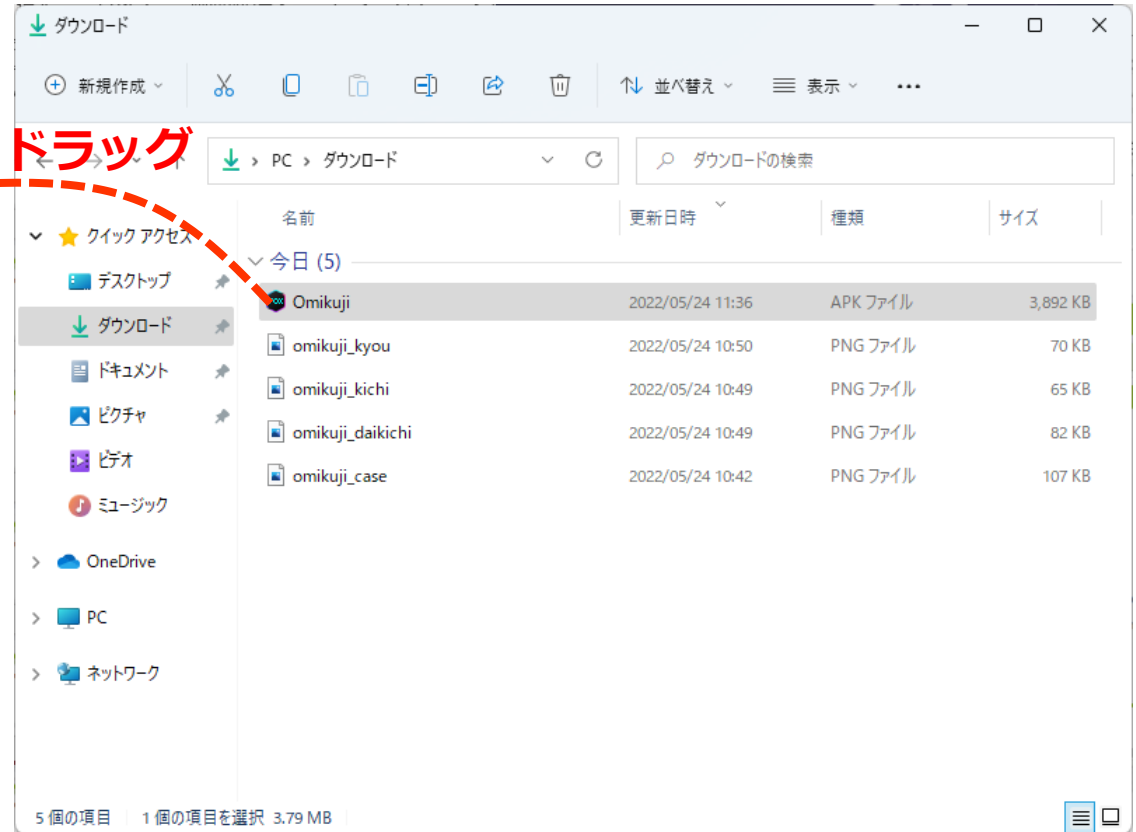 ダウンロード
新規作成 並べ替え 表示
ドラッグ
PC ダウンロード ダウンロードの検索
名前 更新日時 種類 サイズ
クイック アクセス
今日 (5)
デスクトップ
Omikuji 2022/05/24 11:36 APK ファイル 3,892 KB
ダウンロード
omikuji_kyou 2022/05/24 10:50 PNG ファイル 70 KB
ドキュメント
omikuji_kichi 2022/05/24 10:49 PNG ファイル 65 KB
ピクチャ
omikuji_daikichi 2022/05/24 10:49 PNG ファイル 82 KB
ビデオ
omikuji_case 2022/05/24 10:42 PNG ファイル 107 KB
ミュージック
OneDrive
PC
ネットワーク
5 個の項目 1 個の項目を選択 3.79 MB